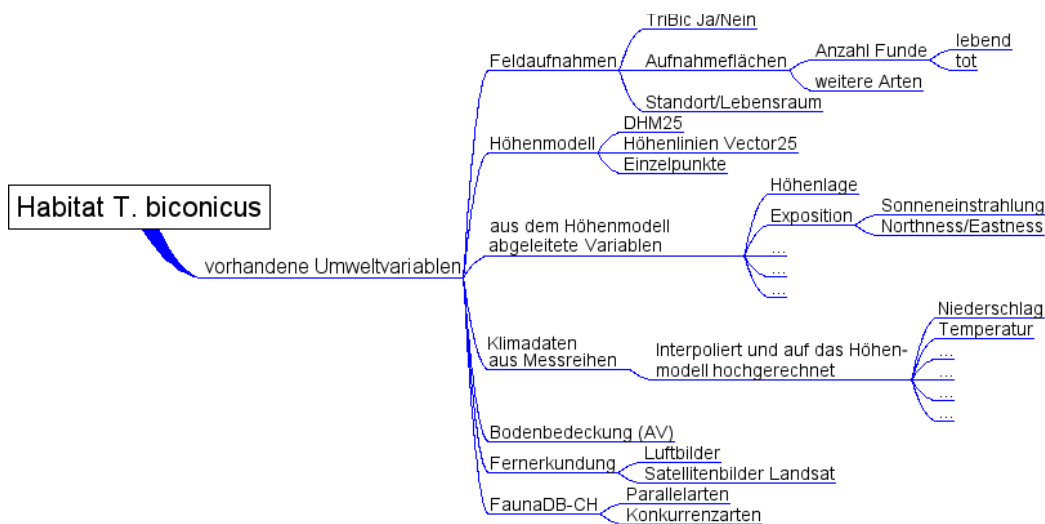 Habitat T. biconicus
vorhandene Umweltvariablen
Feldaufnahmen
TriBic Ja/Nein
Aufnahmeflächen
Anzahl Funde
lebend
tot
weitere Arten
Standort/Lebensraum
Höhenmodell
DHM25
Höhenlinien Vector25
Einzelpunkte
aus dem Höhenmodell
abgeleitete Variablen
Höhenlage
Exposition
Sonneneinstrahlung
Northness/Eastness
...
...
...
Klimadaten
aus Messreihen
Interpoliert und auf das Höhen-
modell hochgerechnet
Niederschlag
Temperatur
...
...
...
...
Bodenbedeckung (AV)
Fernerkundung
Luftbilder
Satellitenbilder Landsat
FaunaDB-CH
Parallelarten
Konkurrenzarten